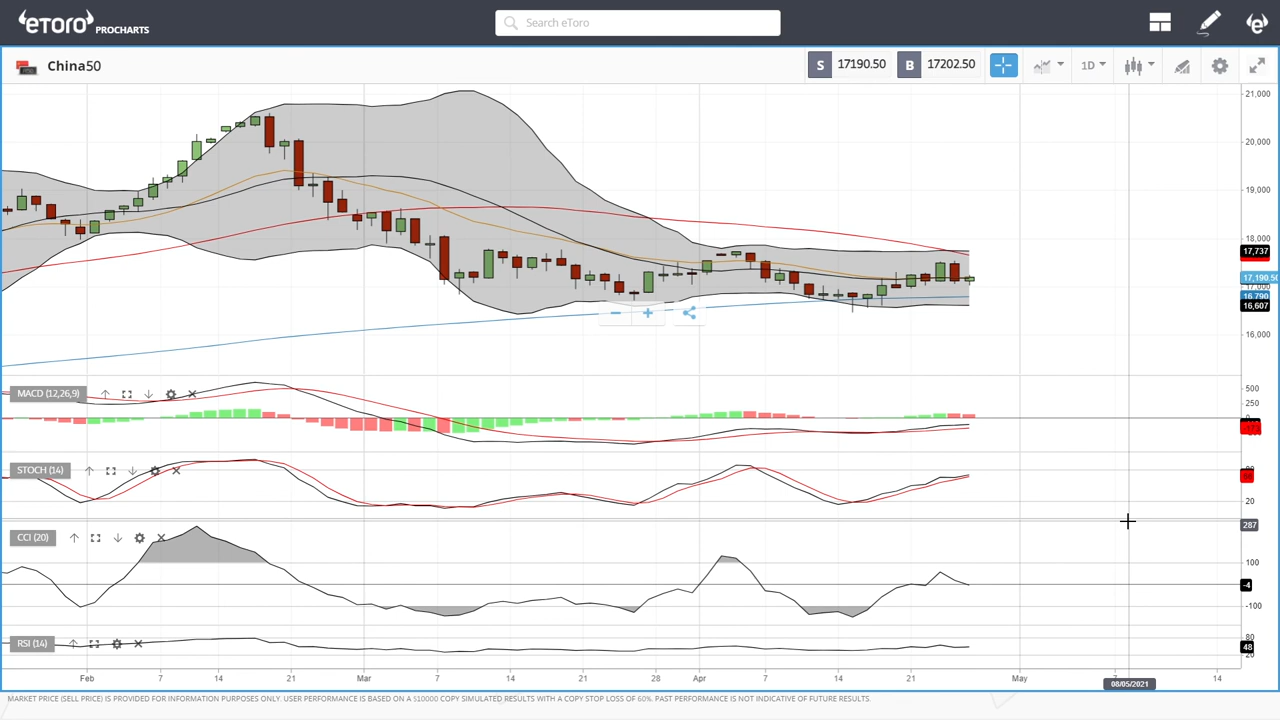 eToro PROCHARTS
Search eToro
China50
S 17190.50 B 17202.50
1D
21,000
20,000
19,000
18,000
17,737
17,190.50
17,000
16,790
16,607
16,000
MACD (12,26,9)
500
250
STOCH (14)
20
287
CCI (20)
100
-4
-100
RSI (14)
80
48
20
Feb 7 14 21 Mar 7 14 21 28 Apr 7 14 21 May 7 14
08/05/2021
MARKET PRICE (SELL PRICE) IS PROVIDED FOR INFORMATION PURPOSES ONLY. USER PERFORMANCE IS BASED ON A $10000 COPY SIMULATED RESULTS WITH A COPY STOP LOSS OF 60%. PAST PERFORMANCE IS NOT INDICATIVE OF FUTURE RESULTS.